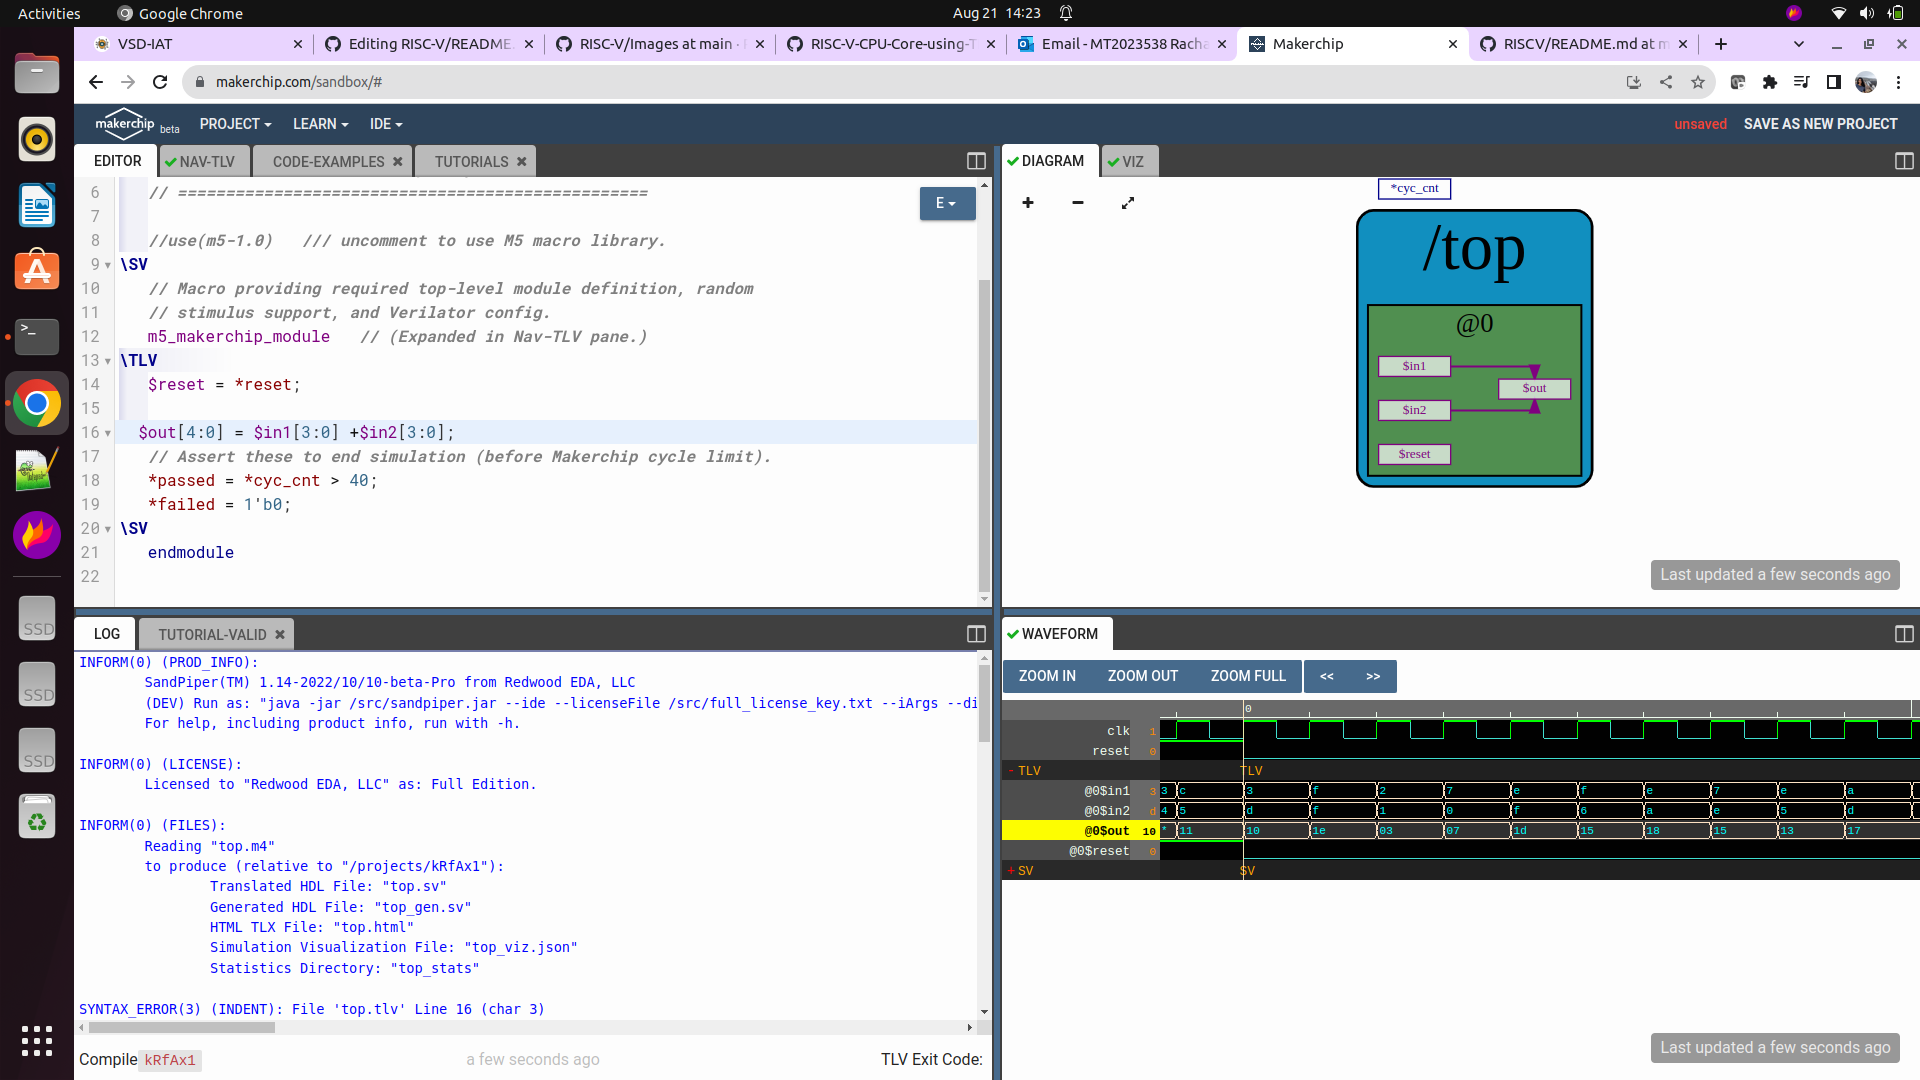 Activities
Google Chrome
Aug 21 14:23
VSD-IAT
Editing RISC-V/README.
RISC-V/Images at main ·
RISC-V-CPU-Core-using-T
Email - MT2023538 Racha
Makerchip
RISCV/README.md at m
makerchip.com/sandbox/#
makerchip beta
PROJECT
LEARN
IDE
unsaved
SAVE AS NEW PROJECT
EDITOR
NAV-TLV
CODE-EXAMPLES
TUTORIALS
E
6 // =================================================
7
8 //use(m5-1.0)   /// uncomment to use M5 macro library.
9 \SV
10 // Macro providing required top-level module definition, random
11 // stimulus support, and Verilator config.
12 m5_makerchip_module   // (Expanded in Nav-TLV pane.)
13 \TLV
14 $reset = *reset;
15
16 $out[4:0] = $in1[3:0] +$in2[3:0];
17 // Assert these to end simulation (before Makerchip cycle limit).
18 *passed = *cyc_cnt > 40;
19 *failed = 1'b0;
20 \SV
21 endmodule
22
DIAGRAM
VIZ
*cyc_cnt
/top
@0
$in1
$out
$in2
$reset
Last updated a few seconds ago
LOG
TUTORIAL-VALID
INFORM(0) (PROD_INFO):
SandPiper(TM) 1.14-2022/10/10-beta-Pro from Redwood EDA, LLC
(DEV) Run as: "java -jar /src/sandpiper.jar --ide --licenseFile /src/full_license_key.txt --iArgs --di
For help, including product info, run with -h.
INFORM(0) (LICENSE):
Licensed to "Redwood EDA, LLC" as: Full Edition.
INFORM(0) (FILES):
Reading "top.m4"
to produce (relative to "/projects/kRfAx1"):
Translated HDL File: "top.sv"
Generated HDL File: "top_gen.sv"
HTML TLX File: "top.html"
Simulation Visualization File: "top_viz.json"
Statistics Directory: "top_stats"
SYNTAX_ERROR(3) (INDENT): File 'top.tlv' Line 16 (char 3)
Compile kRfAx1
a few seconds ago
TLV Exit Code:
WAVEFORM
ZOOM IN
ZOOM OUT
ZOOM FULL
<<
>>
0
clk 1
reset 0
- TLV TLV
@0$in1 3 3 c 3 f 2 7 e f e 7 e a
@0$in2 d 4 5 d f 1 0 f 6 a e 5 d
@0$out 10 * 11 10 1e 03 07 1d 15 18 15 13 17
@0$reset 0
+ SV SV
Last updated a few seconds ago
SSD
SSD
SSD